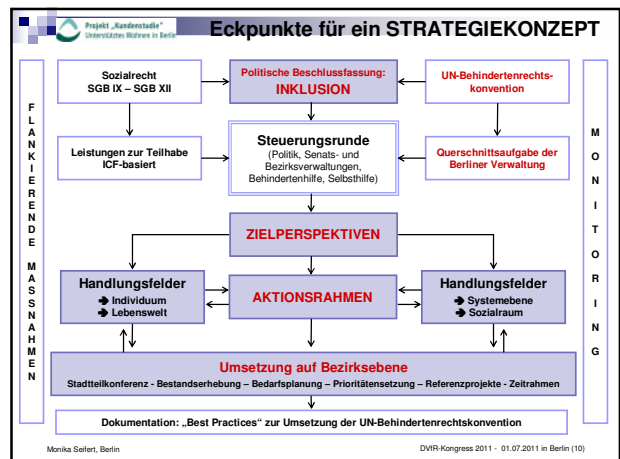 Projekt „Kundenstudie"
Unterstütztes Wohnen in Berlin
Eckpunkte für ein STRATEGIEKONZEPT
FLANKIERENDE MASSNAHMEN
Sozialrecht
SGB IX – SGB XII
Politische Beschlussfassung:
INKLUSION
UN-Behindertenrechts-
konvention
Leistungen zur Teilhabe
ICF-basiert
Steuerungsrunde
(Politik, Senats- und
Bezirksverwaltungen,
Behindertenhilfe, Selbsthilfe)
Querschnittsaufgabe der
Berliner Verwaltung
MONITORING
ZIELPERSPEKTIVEN
Handlungsfelder
➔ Individuum
➔ Lebenswelt
AKTIONSRAHMEN
Handlungsfelder
➔ Systemebene
➔ Sozialraum
Umsetzung auf Bezirksebene
Stadtteilkonferenz - Bestandserhebung – Bedarfsplanung – Prioritätensetzung – Referenzprojekte - Zeitrahmen
Dokumentation: „Best Practices" zur Umsetzung der UN-Behindertenrechtskonvention
Monika Seifert, Berlin
DVfR-Kongress 2011 - 01.07.2011 in Berlin (10)